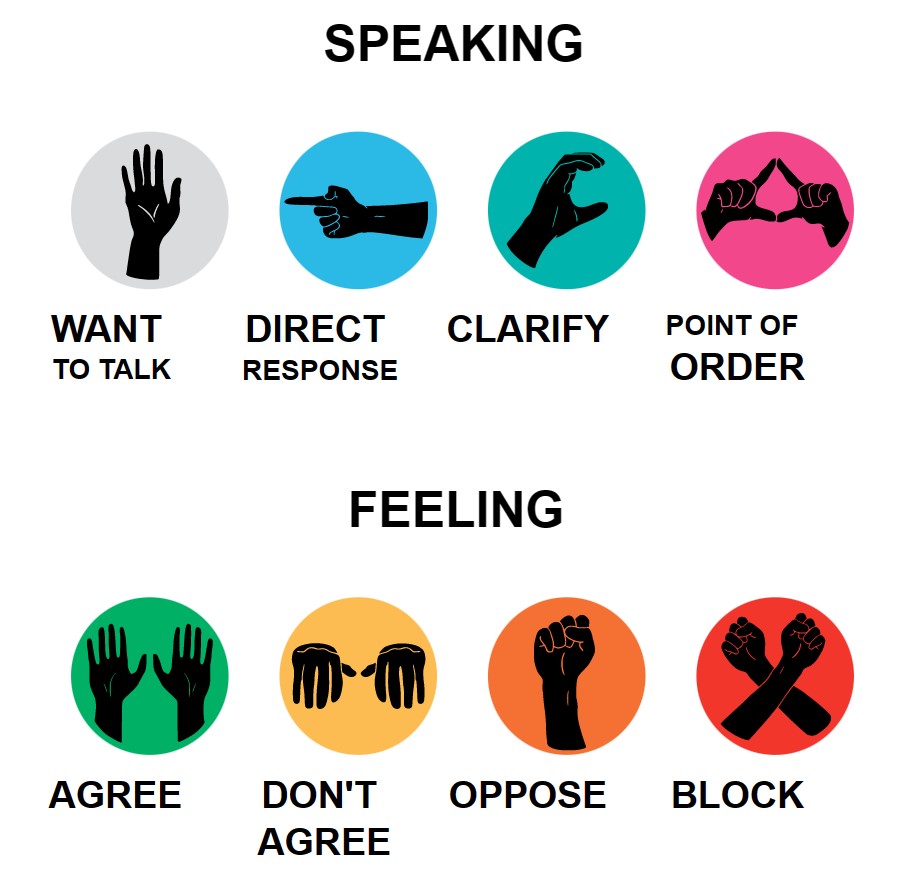 SPEAKING
WANT
TO TALK
DIRECT
RESPONSE
CLARIFY
POINT OF
ORDER
FEELING
AGREE
DON'T
AGREE
OPPOSE
BLOCK